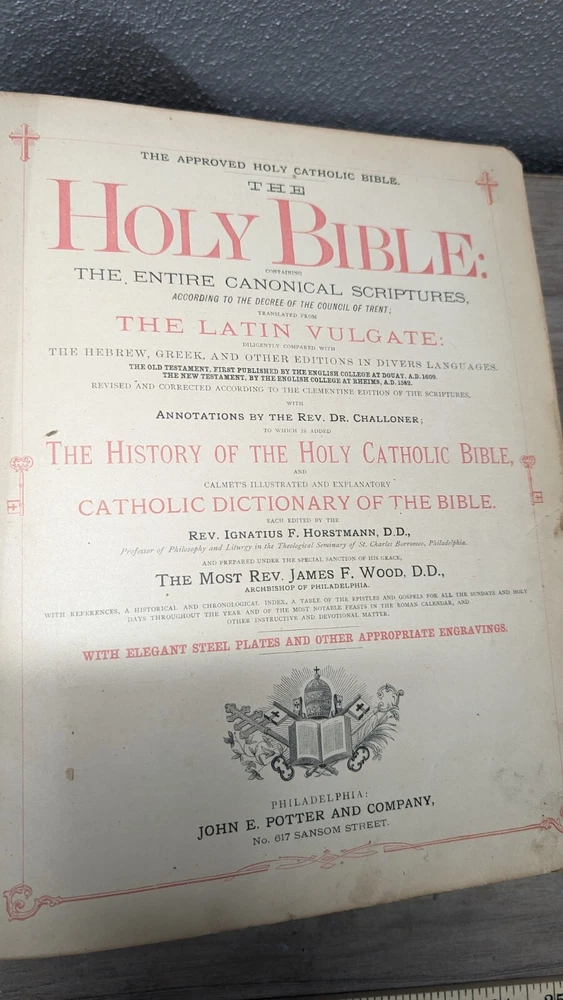 THE APPROVED HOLY CATHOLIC BIBLE.
THE
HOLY BIBLE:
CONTAINING
THE ENTIRE CANONICAL SCRIPTURES,
ACCORDING TO THE DECREE OF THE COUNCIL OF TRENT;
TRANSLATED FROM
THE LATIN VULGATE:
DILIGENTLY COMPARED WITH
THE HEBREW, GREEK, AND OTHER EDITIONS IN DIVERS LANGUAGES.
THE OLD TESTAMENT, FIRST PUBLISHED BY THE ENGLISH COLLEGE AT DOUAY, A.D. 1609.
THE NEW TESTAMENT, BY THE ENGLISH COLLEGE AT RHEIMS, A.D. 1582.
REVISED AND CORRECTED ACCORDING TO THE CLEMENTINE EDITION OF THE SCRIPTURES,
WITH
ANNOTATIONS BY THE REV. DR. CHALLONER;
TO WHICH IS ADDED
THE HISTORY OF THE HOLY CATHOLIC BIBLE,
AND
CALMET'S ILLUSTRATED AND EXPLANATORY
CATHOLIC DICTIONARY OF THE BIBLE.
EACH EDITED BY THE
REV. IGNATIUS F. HORSTMANN, D.D.,
Professor of Philosophy and Liturgy in the Theological Seminary of St. Charles Borromeo, Philadelphia.
AND PREPARED UNDER THE SPECIAL SANCTION OF HIS GRACE,
THE MOST REV. JAMES F. WOOD, D.D.,
ARCHBISHOP OF PHILADELPHIA.
WITH REFERENCES, A HISTORICAL AND CHRONOLOGICAL INDEX, A TABLE OF THE EPISTLES AND GOSPELS FOR ALL THE SUNDAYS AND HOLY
DAYS THROUGHOUT THE YEAR AND OF THE MOST NOTABLE FEASTS IN THE ROMAN CALENDAR, AND
OTHER INSTRUCTIVE AND DEVOTIONAL MATTER.
WITH ELEGANT STEEL PLATES AND OTHER APPROPRIATE ENGRAVINGS.
PHILADELPHIA:
JOHN E. POTTER AND COMPANY,
No. 617 SANSOM STREET.